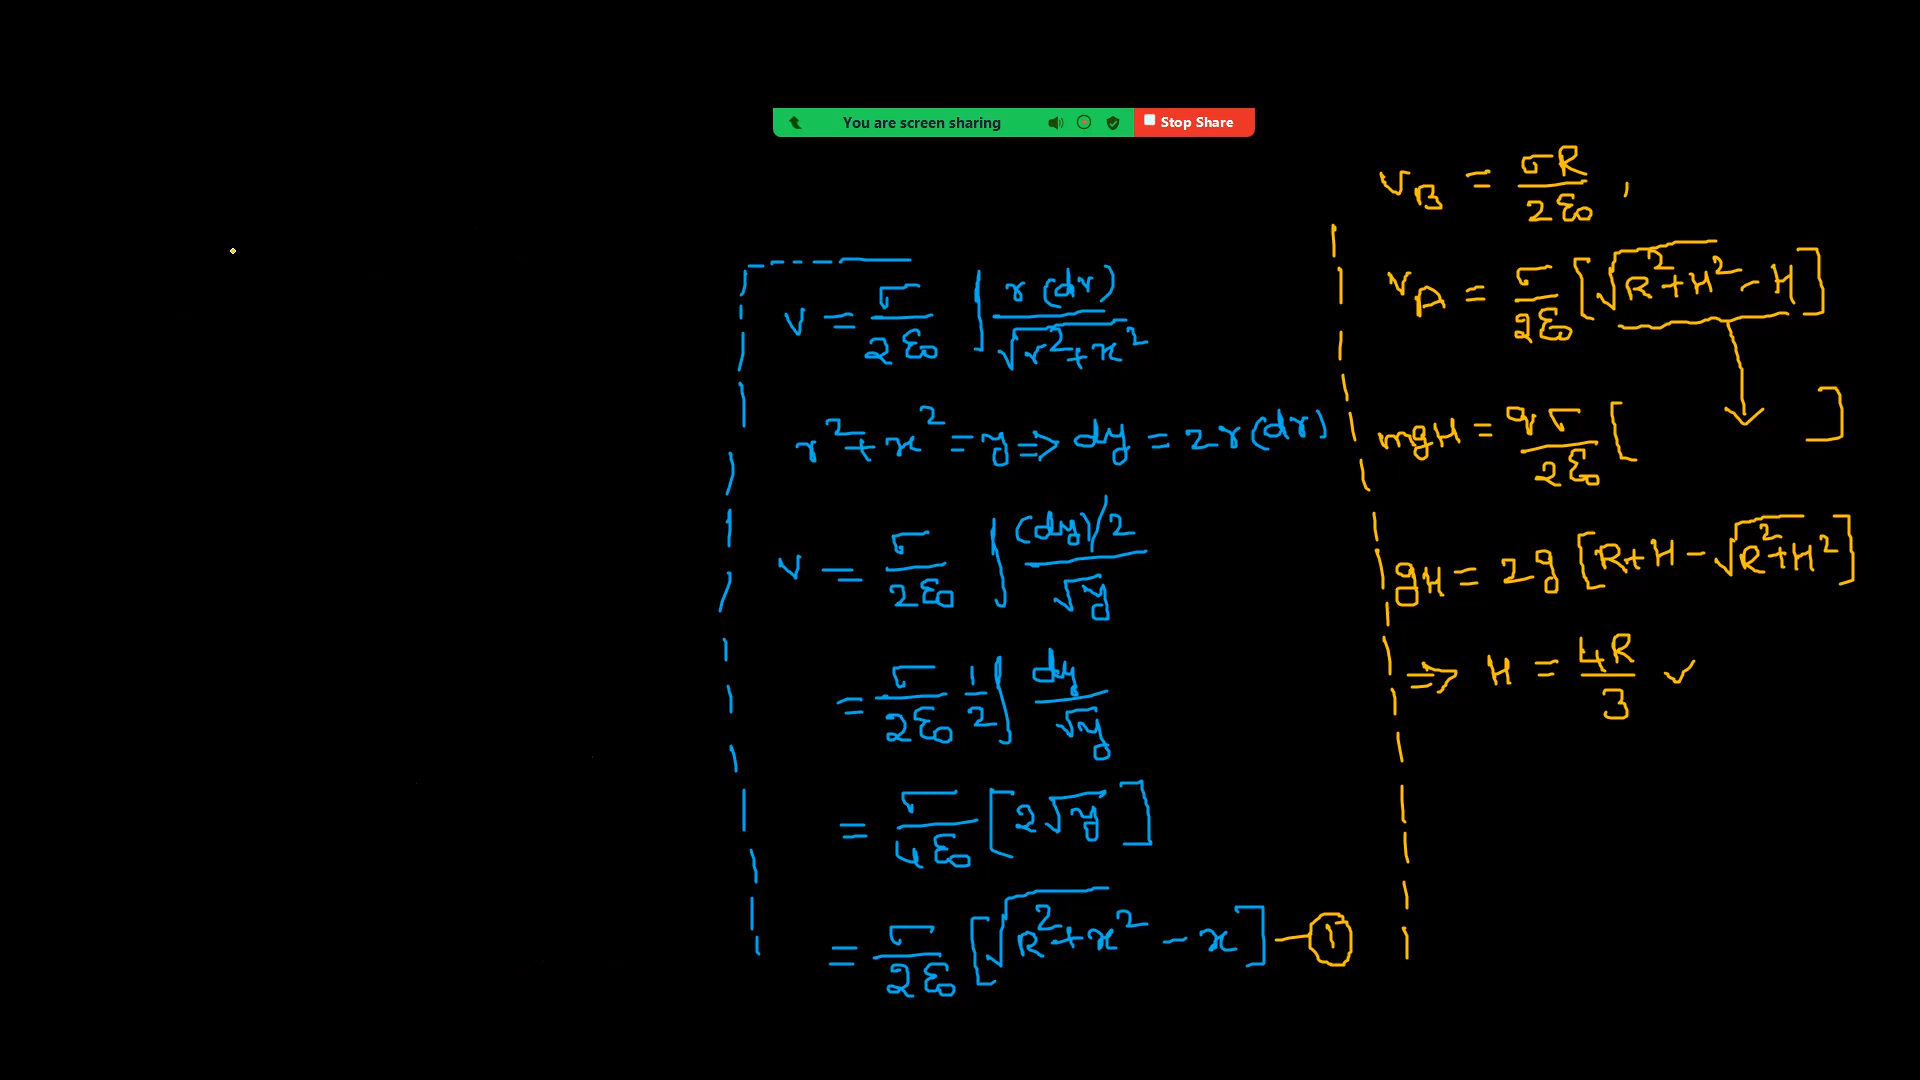 You are screen sharing Stop Share
V = σ/2ε₀ ∫ r(dr)/√(r²+x²)
r²+x² = y ⇒ dy = 2r(dr)
V = σ/2ε₀ ∫ (dy)/2/√y
= σ/2ε₀ 1/2 ∫ dy/√y
= σ/4ε₀ [2√y]
= σ/2ε₀ [√(R²+x²) - x] —①
V_B = σR/2ε₀ ,
V_A = σ/2ε₀ [√(R²+H²) - H]
mgH = qσ/2ε₀ [ ]
gH = 2g [R+H-√(R²+H²)]
⇒ H = 4R/3 ✓